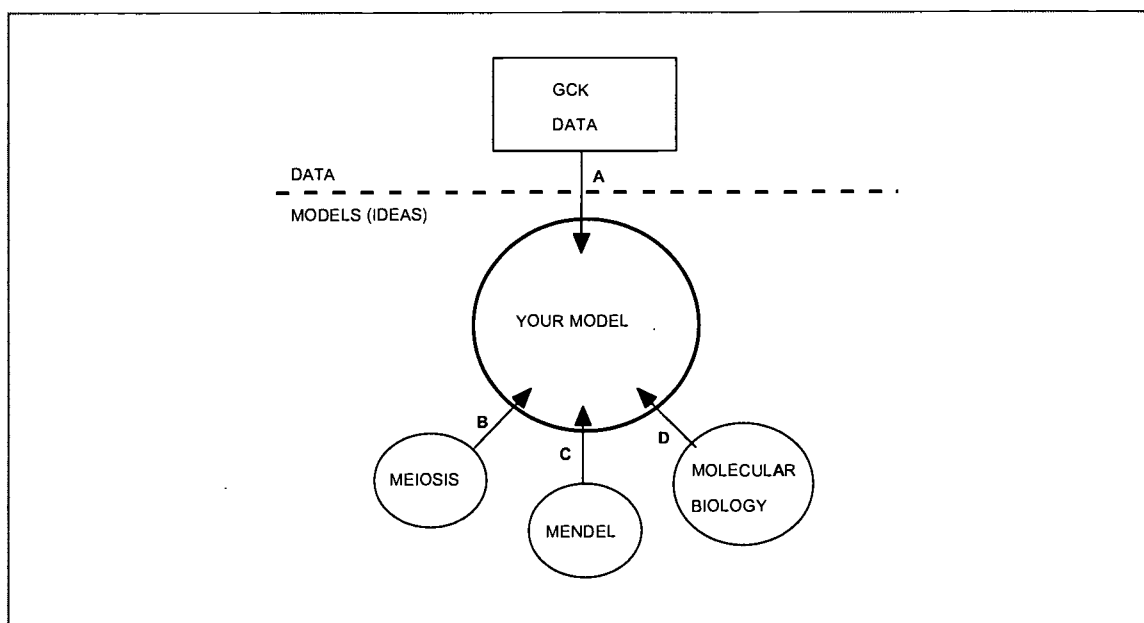 GCK
DATA
DATA
A
MODELS (IDEAS)
YOUR MODEL
B
C
D
MEIOSIS
MENDEL
MOLECULAR
BIOLOGY